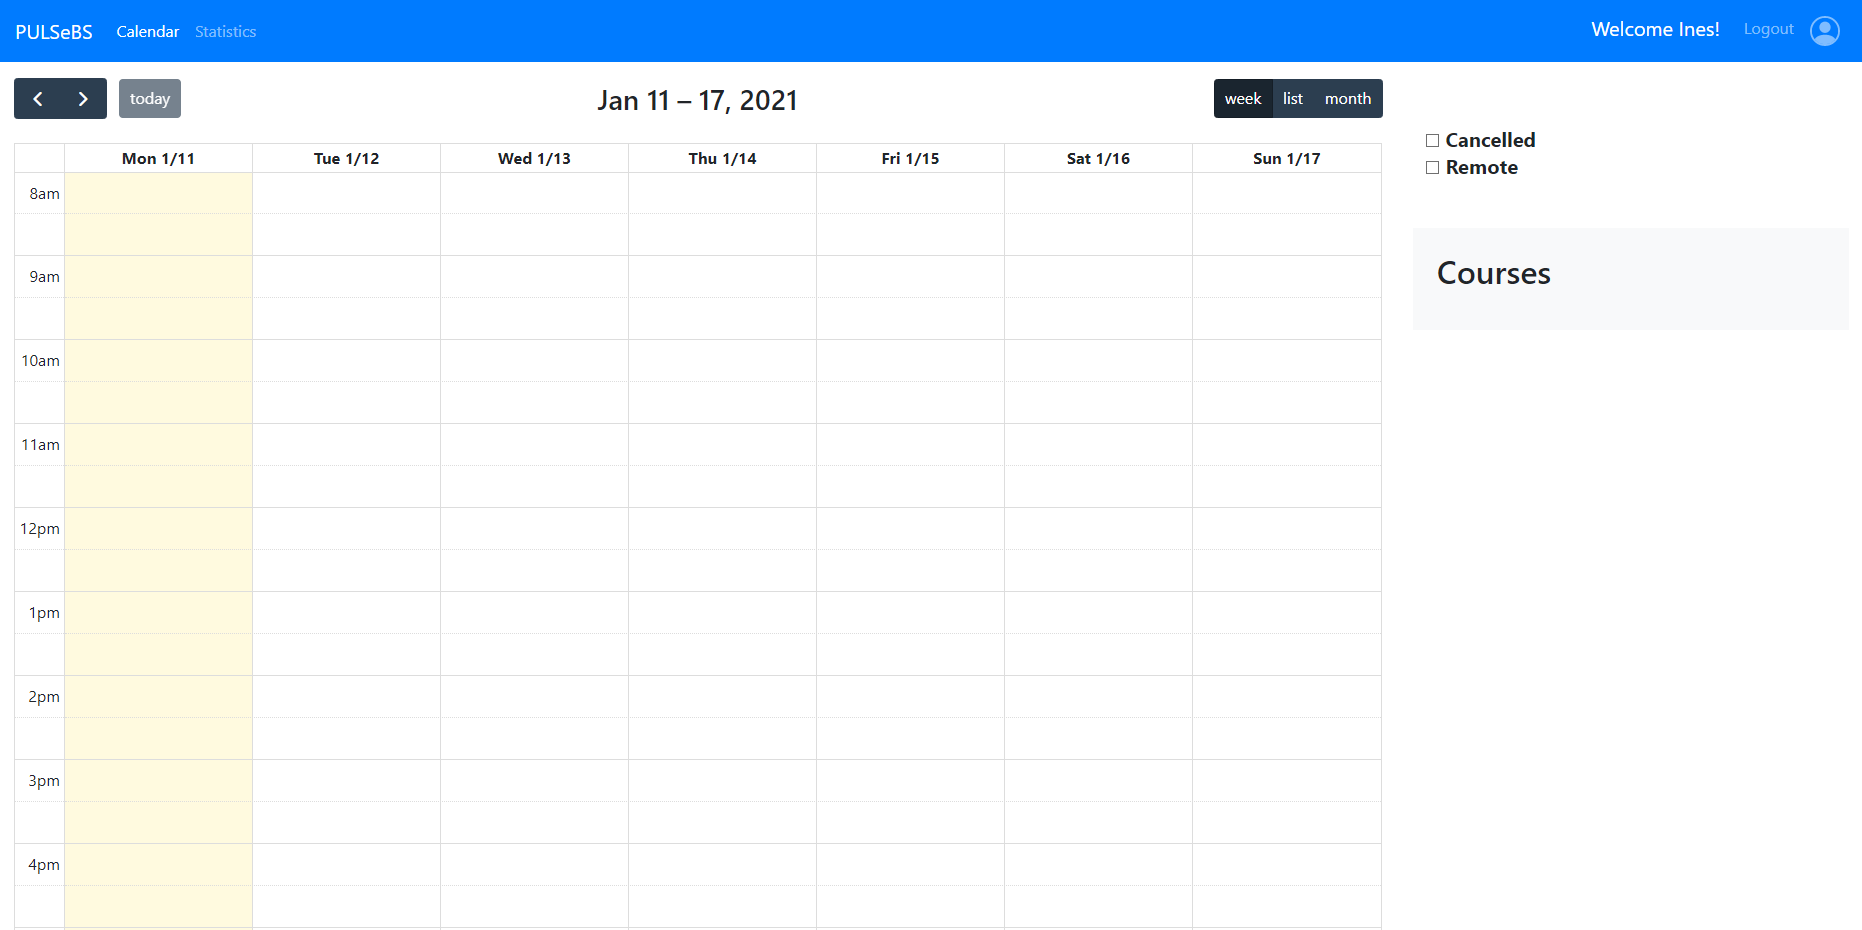 PULSeBS Calendar Statistics Welcome Ines! Logout
today Jan 11 – 17, 2021 week list month
Cancelled
Remote
Courses
Mon 1/11 Tue 1/12 Wed 1/13 Thu 1/14 Fri 1/15 Sat 1/16 Sun 1/17
8am
9am
10am
11am
12pm
1pm
2pm
3pm
4pm